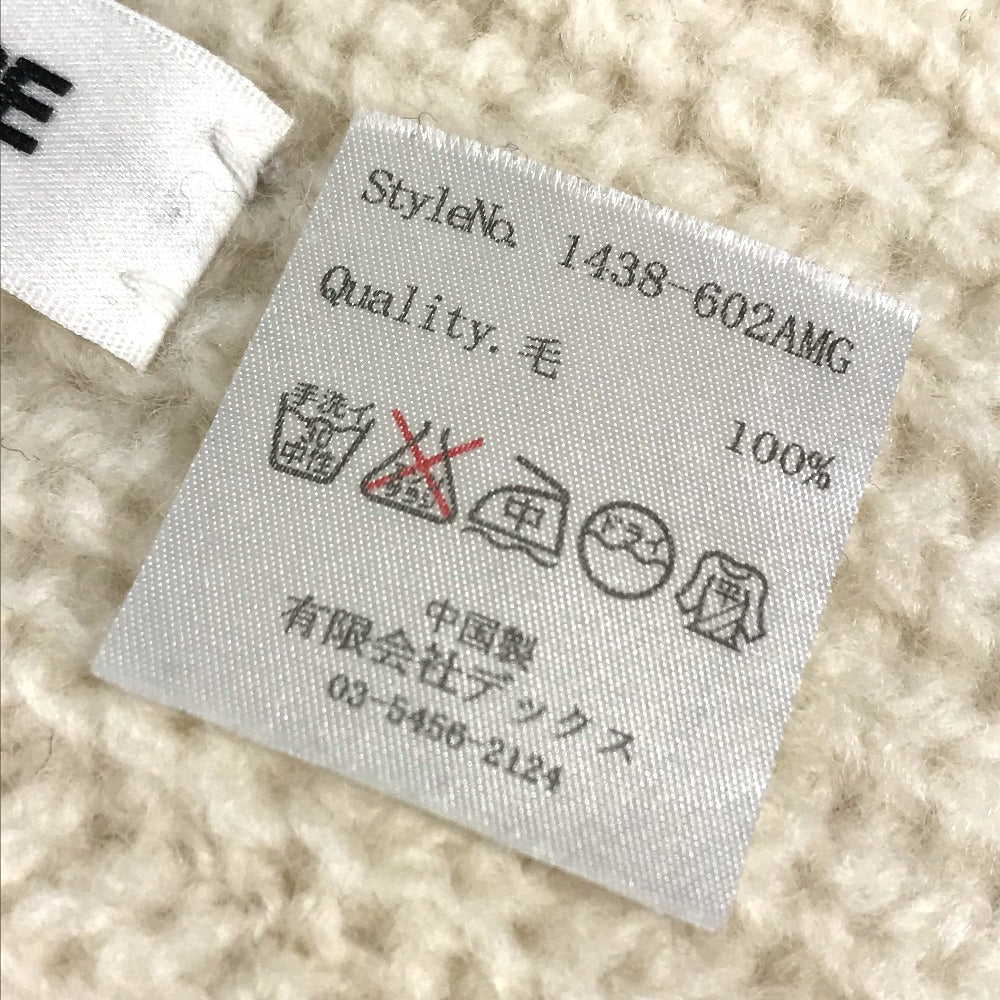 StyleNo. 1438-602AMG
Quality. 毛
100%
手洗イ
30
中性
中
ドライ
平
中国製
有限会社デックス
03-5456-2124